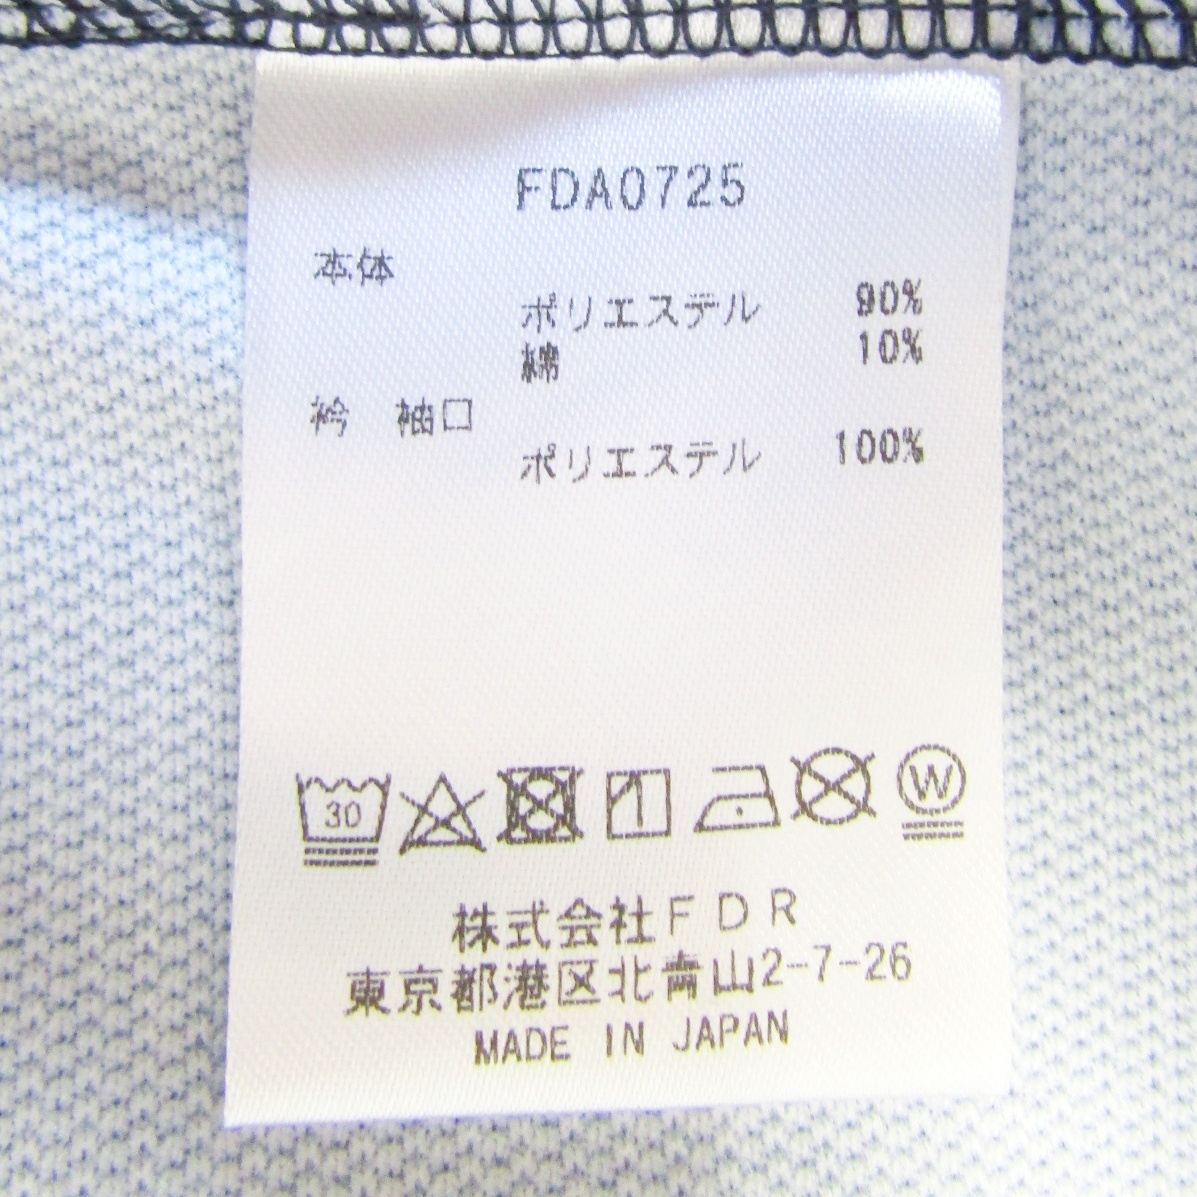 FDA0725
本体
ポリエステル 90%
綿 10%
衿 袖口
ポリエステル 100%
30 W
株式会社FDR
東京都港区北青山2-7-26
MADE IN JAPAN